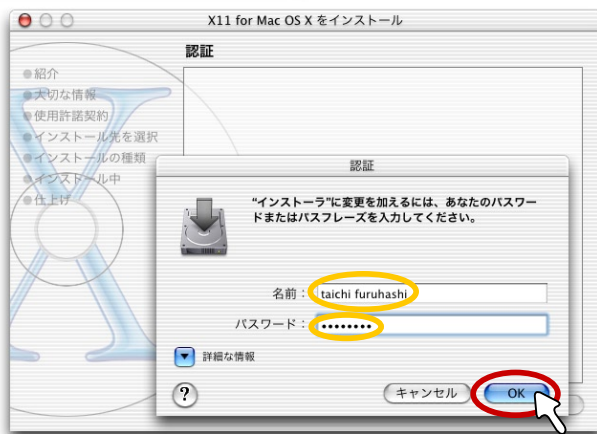 X11 for Mac OS X をインストール
認証
紹介
大切な情報
使用許諾契約
インストール先を選択
インストールの種類
インストール中
仕上げ
認証
"インストーラ"に変更を加えるには、あなたのパスワー
ドまたはパスフレーズを入力してください。
名前：taichi furuhashi
パスワード：••••••••
詳細な情報
?
キャンセル OK